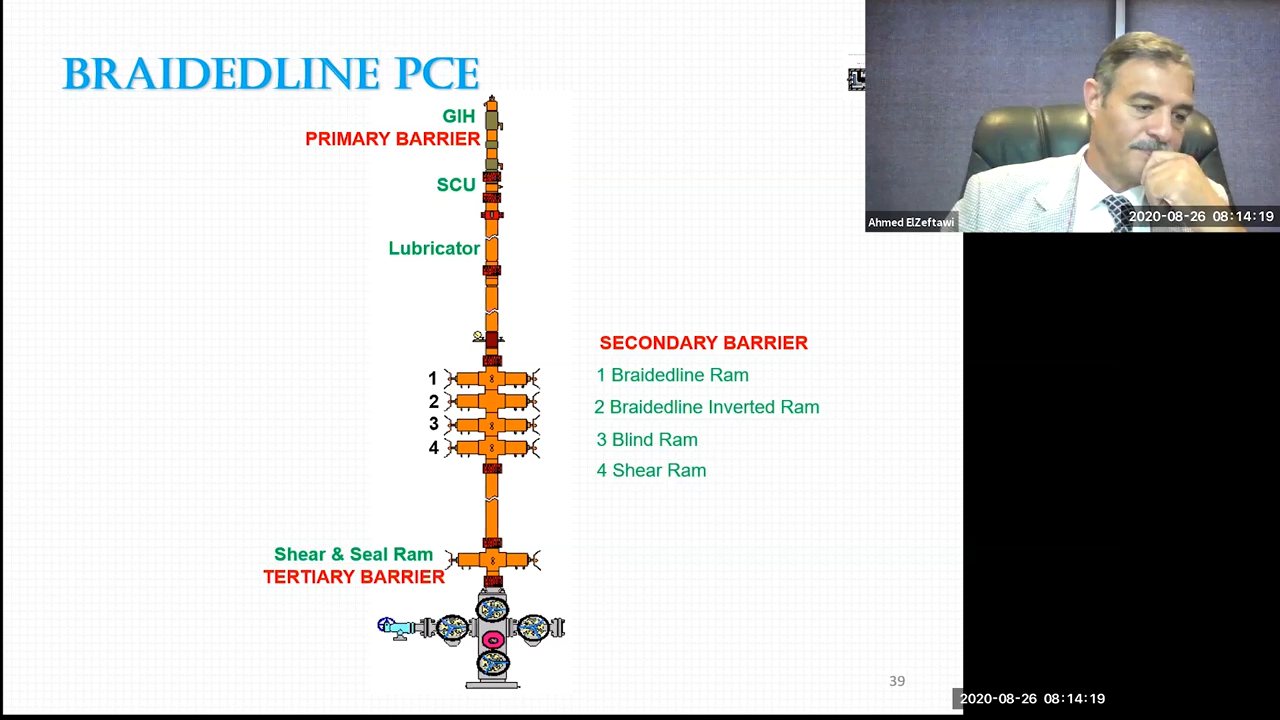 BRAIDEDLINE PCE
GIH
PRIMARY BARRIER
SCU
Lubricator
1
2
3
4
SECONDARY BARRIER
1 Braidedline Ram
2 Braidedline Inverted Ram
3 Blind Ram
4 Shear Ram
Shear & Seal Ram
TERTIARY BARRIER
39
Ahmed ElZeftawi
2020-08-26 08:14:19
2020-08-26 08:14:19